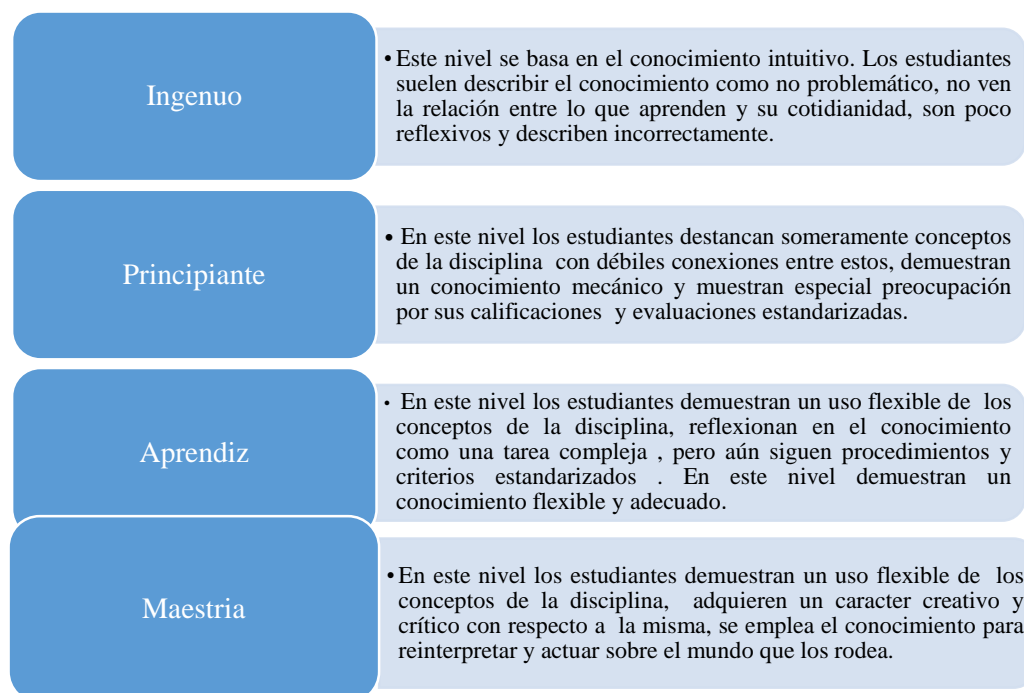 Ingenuo
• Este nivel se basa en el conocimiento intuitivo. Los estudiantes
suelen describir el conocimiento como no problemático, no ven
la relación entre lo que aprenden y su cotidianidad, son poco
reflexivos y describen incorrectamente.
Principiante
• En este nivel los estudiantes destancan someramente conceptos
de la disciplina con débiles conexiones entre estos, demuestran
un conocimiento mecánico y muestran especial preocupación
por sus calificaciones y evaluaciones estandarizadas.
Aprendiz
• En este nivel los estudiantes demuestran un uso flexible de los
conceptos de la disciplina, reflexionan en el conocimiento
como una tarea compleja , pero aún siguen procedimientos y
criterios estandarizados . En este nivel demuestran un
conocimiento flexible y adecuado.
Maestria
• En este nivel los estudiantes demuestran un uso flexible de los
conceptos de la disciplina, adquieren un caracter creativo y
crítico con respecto a la misma, se emplea el conocimiento para
reinterpretar y actuar sobre el mundo que los rodea.